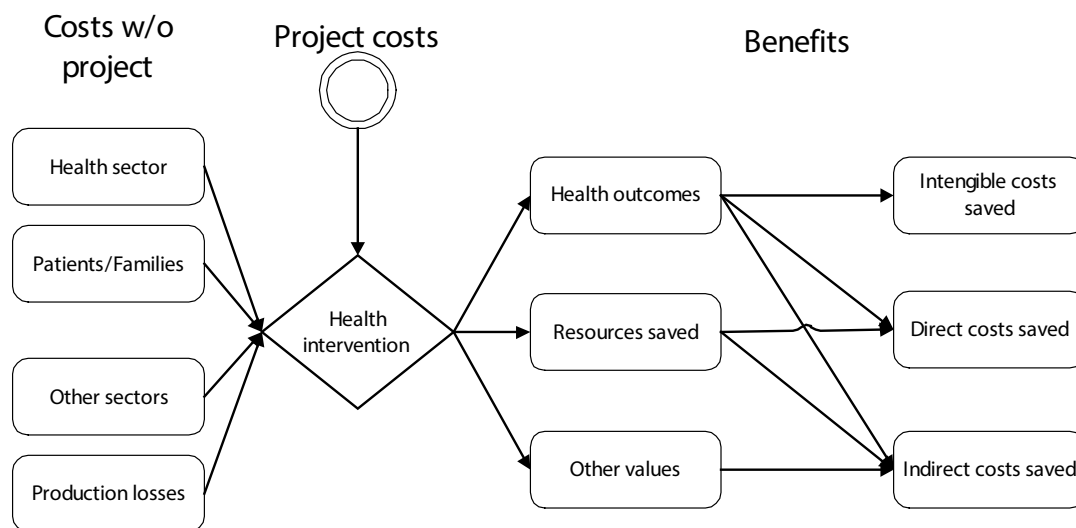 Costs w/o
project
Project costs
Benefits
Health sector
Patients/Families
Other sectors
Production losses
Health
intervention
Health outcomes
Resources saved
Other values
Intengible costs
saved
Direct costs saved
Indirect costs saved